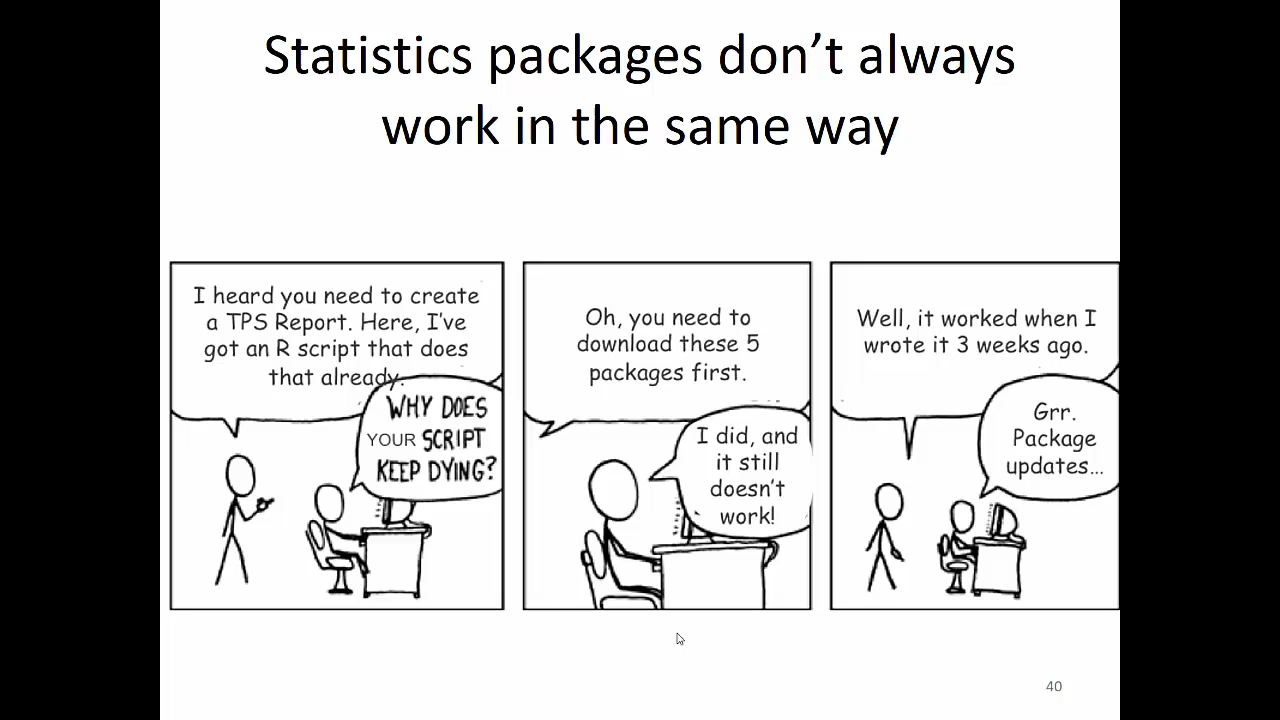 Statistics packages don’t always
work in the same way
I heard you need to create
a TPS Report. Here, I’ve
got an R script that does
that already.
WHY DOES
YOUR SCRIPT
KEEP DYING?
Oh, you need to
download these 5
packages first.
I did, and
it still
doesn’t
work!
Well, it worked when I
wrote it 3 weeks ago.
Grr.
Package
updates…
40